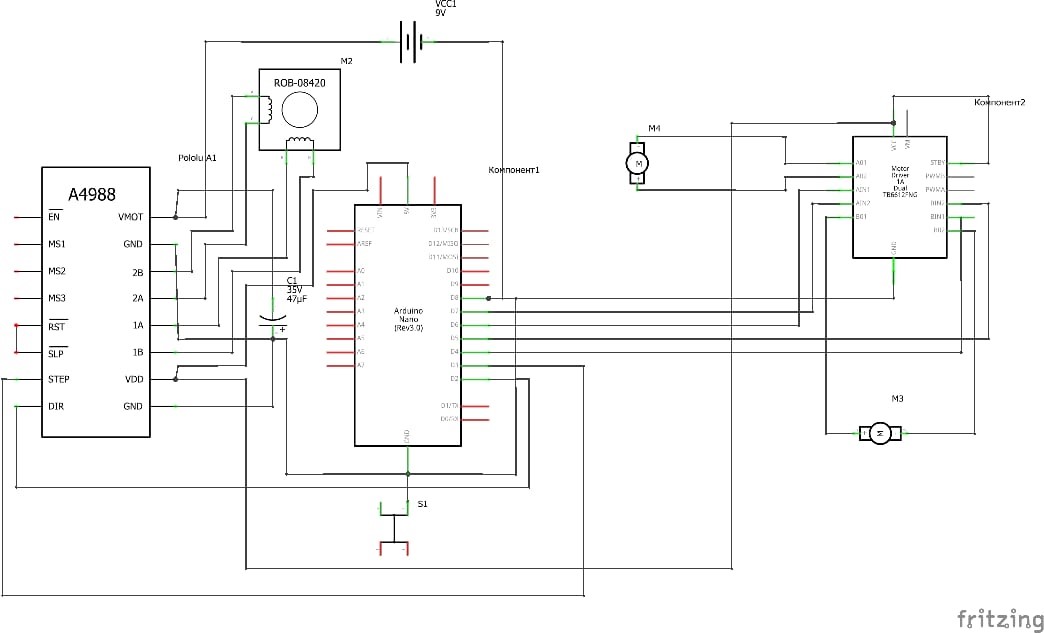 VCC1
9V
M2
ROB-08420
Pololu A1
A4988
EN
MS1
MS2
MS3
RST
SLP
STEP
DIR
VMOT
GND
2B
2A
1A
1B
VDD
GND
C1
35V
47µF
+
Компонент1
VIN
5V
3V3
RESET
AREF
A0
A1
A2
A3
A4
A5
A6
A7
Arduino
Nano
(Rev3.0)
D13/SCK
D12/MISO
D11/MOSI
D10
D9
D8
D7
D6
D5
D4
D3
D2
D1/TX
D0/RX
GND
S1
M4
M
Компонент2
VCC
VM
AO1
AO2
AIN1
AIN2
BO1
Motor
Driver
1A
Dual
TB6612FNG
STBY
PWMB
PWMA
BIN2
BIN1
BO2
GND
M3
M
fritzing